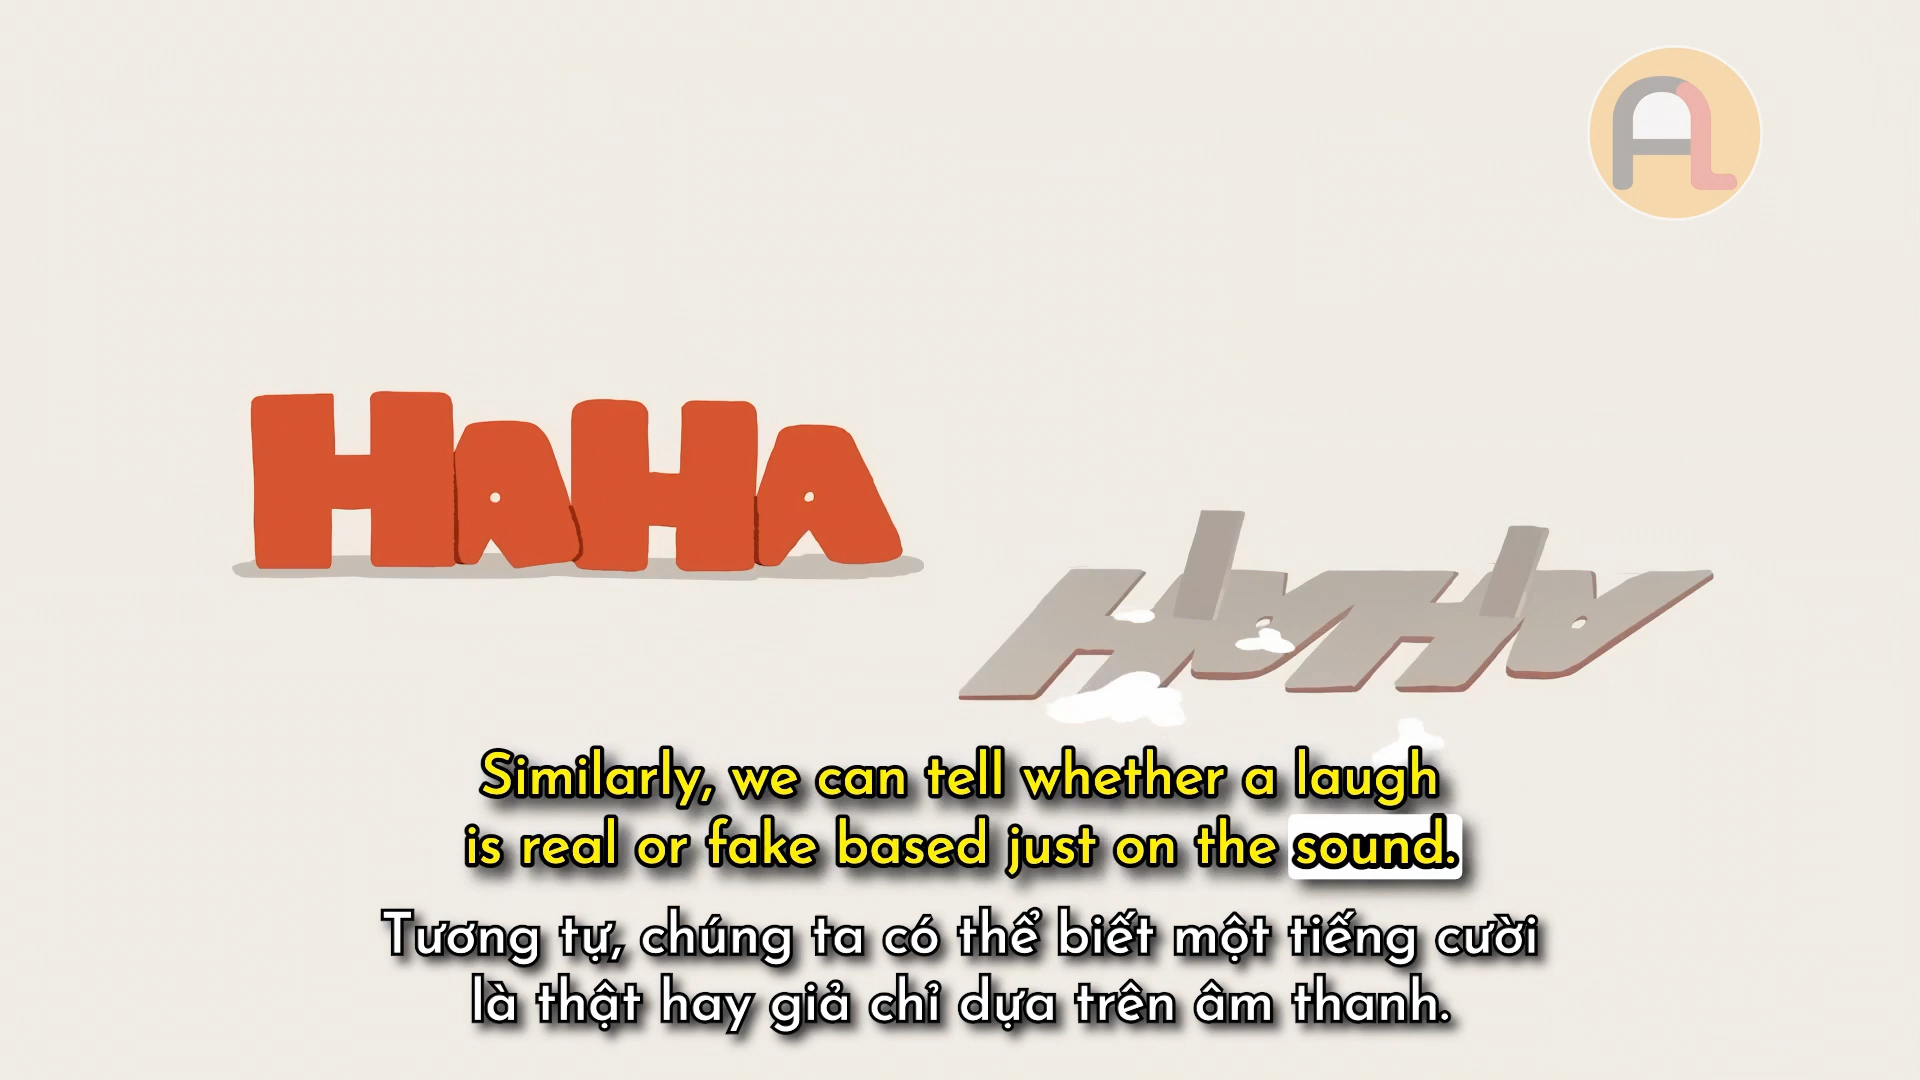 HAHA
HAHA
Similarly, we can tell whether a laugh
is real or fake based just on the sound.
Tương tự, chúng ta có thể biết một tiếng cười
là thật hay giả chỉ dựa trên âm thanh.